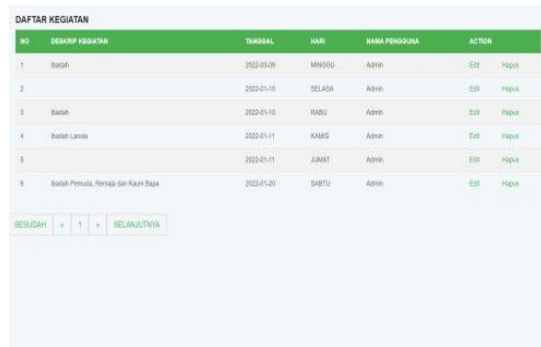 DAFTAR KEGIATAN
NO DESKRIP KEGIATAN TANGGAL HARI NAMA PENGGUNA ACTION
1 Ibadah 2022-03-09 MINGGU Admin Edit Hapus
2 2022-01-10 SELASA Admin Edit Hapus
3 Ibadah 2022-01-10 RABU Admin Edit Hapus
4 Ibadah Lansia 2022-01-11 KAMIS Admin Edit Hapus
5 2022-01-11 JUMAT Admin Edit Hapus
6 Ibadah Pemuda, Remaja dan Kaum Bapa 2022-01-20 SABTU Admin Edit Hapus
SEBUDAH « 1 » SELANJUTNYA